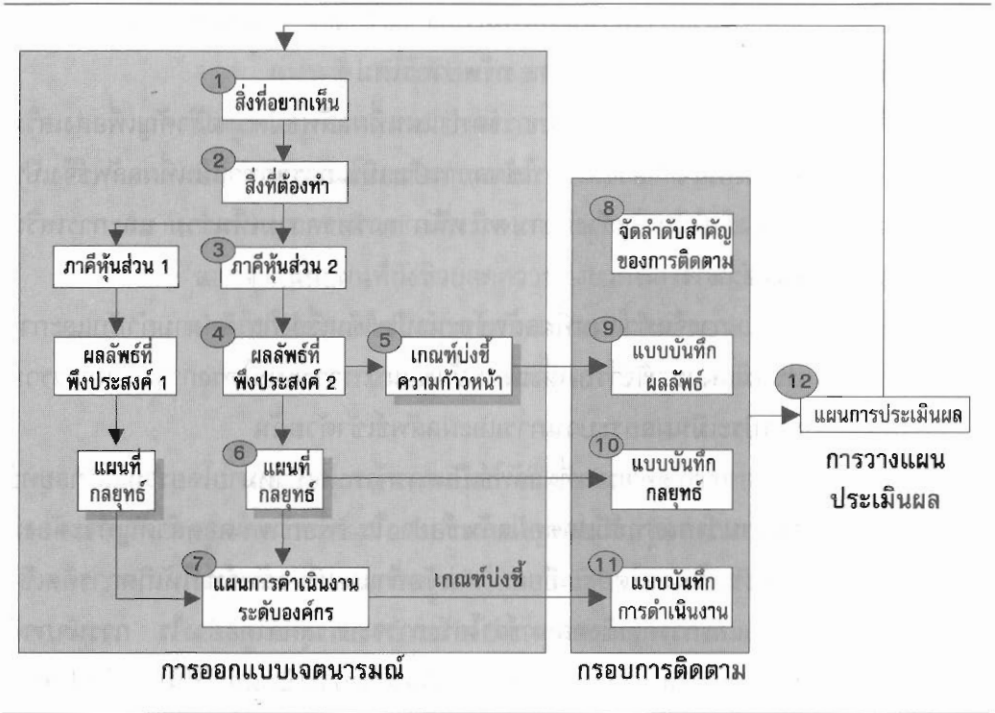 1
สิ่งที่อยากเห็น
2
สิ่งที่ต้องทำ
ภาคีหุ้นส่วน 1
3
ภาคีหุ้นส่วน 2
ผลลัพธ์ที่
พึงประสงค์ 1
4
ผลลัพธ์ที่
พึงประสงค์ 2
5
เกณฑ์บ่งชี้
ความก้าวหน้า
แผนที่
กลยุทธ์
6
แผนที่
กลยุทธ์
7
แผนการดำเนินงาน
ระดับองค์กร
เกณฑ์บ่งชี้
การออกแบบเจตนารมณ์
8
จัดลำดับสำคัญ
ของการติดตาม
9
แบบบันทึก
ผลลัพธ์
10
แบบบันทึก
กลยุทธ์
11
แบบบันทึก
การดำเนินงาน
กรอบการติดตาม
12
แผนการประเมินผล
การวางแผน
ประเมินผล